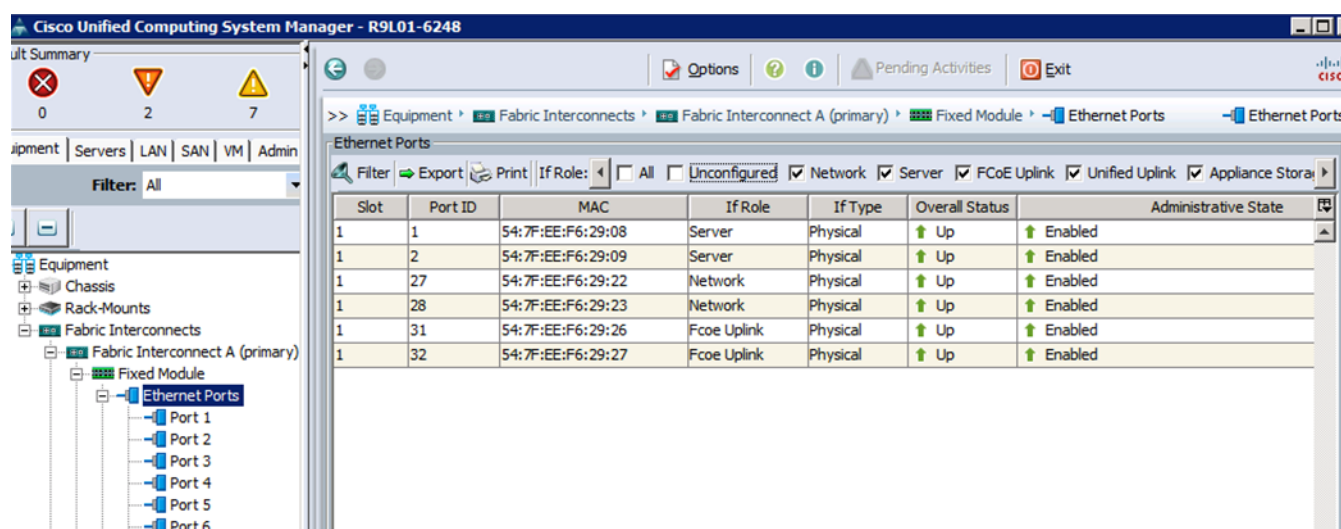 Cisco Unified Computing System Manager - R9L01-6248
ult Summary
0 2 7
Options
Pending Activities
Exit
>> Equipment Fabric Interconnects Fabric Interconnect A (primary) Fixed Module Ethernet Ports Ethernet Ports
uipment Servers LAN SAN VM Admin
Filter: All
Ethernet Ports
Filter Export Print If Role: All Unconfigured Network Server FCoE Uplink Unified Uplink Appliance Storag
Slot Port ID MAC If Role If Type Overall Status Administrative State
1 1 54:7F:EE:F6:29:08 Server Physical Up Enabled
1 2 54:7F:EE:F6:29:09 Server Physical Up Enabled
1 27 54:7F:EE:F6:29:22 Network Physical Up Enabled
1 28 54:7F:EE:F6:29:23 Network Physical Up Enabled
1 31 54:7F:EE:F6:29:26 Fcoe Uplink Physical Up Enabled
1 32 54:7F:EE:F6:29:27 Fcoe Uplink Physical Up Enabled
Equipment
Chassis
Rack-Mounts
Fabric Interconnects
Fabric Interconnect A (primary)
Fixed Module
Ethernet Ports
Port 1
Port 2
Port 3
Port 4
Port 5
Port 6